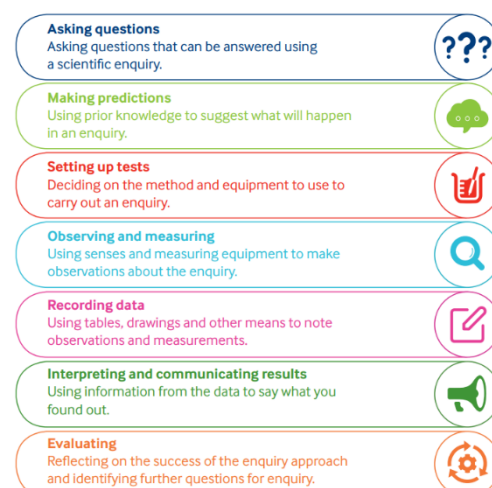 Asking questions
Asking questions that can be answered using
a scientific enquiry.
???
Making predictions
Using prior knowledge to suggest what will happen
in an enquiry.
Setting up tests
Deciding on the method and equipment to use to
carry out an enquiry.
Observing and measuring
Using senses and measuring equipment to make
observations about the enquiry.
Recording data
Using tables, drawings and other means to note
observations and measurements.
Interpreting and communicating results
Using information from the data to say what you
found out.
Evaluating
Reflecting on the success of the enquiry approach
and identifying further questions for enquiry.